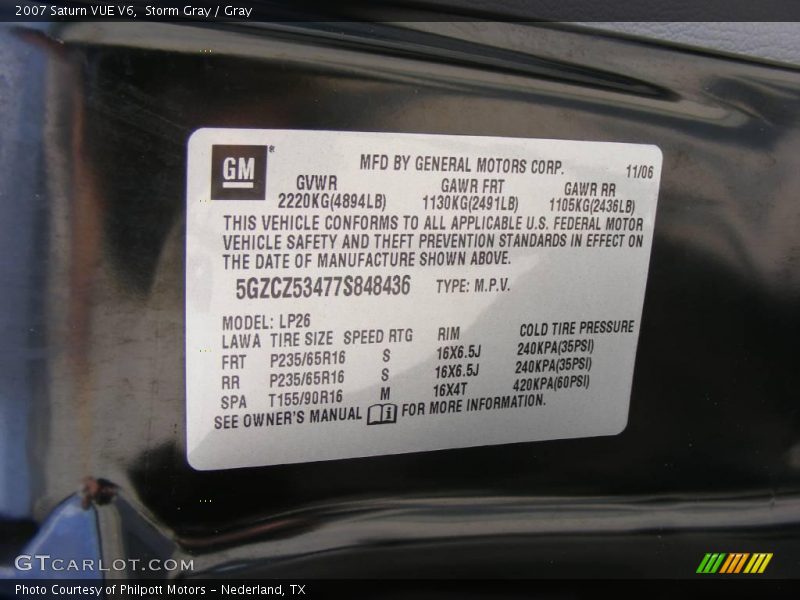 2007 Saturn VUE V6, Storm Gray / Gray
GM
MFD BY GENERAL MOTORS CORP. 11/06
GVWR GAWR FRT GAWR RR
2220KG(4894LB) 1130KG(2491LB) 1105KG(2436LB)
THIS VEHICLE CONFORMS TO ALL APPLICABLE U.S. FEDERAL MOTOR
VEHICLE SAFETY AND THEFT PREVENTION STANDARDS IN EFFECT ON
THE DATE OF MANUFACTURE SHOWN ABOVE.
5GZCZ53477S848436 TYPE: M.P.V.
MODEL: LP26
LAWA TIRE SIZE SPEED RTG RIM COLD TIRE PRESSURE
FRT P235/65R16 S 16X6.5J 240KPA(35PSI)
RR P235/65R16 S 16X6.5J 240KPA(35PSI)
SPA T155/90R16 M 16X4T 420KPA(60PSI)
SEE OWNER'S MANUAL i FOR MORE INFORMATION.
GTCARLOT.COM
Photo Courtesy of Philpott Motors - Nederland, TX